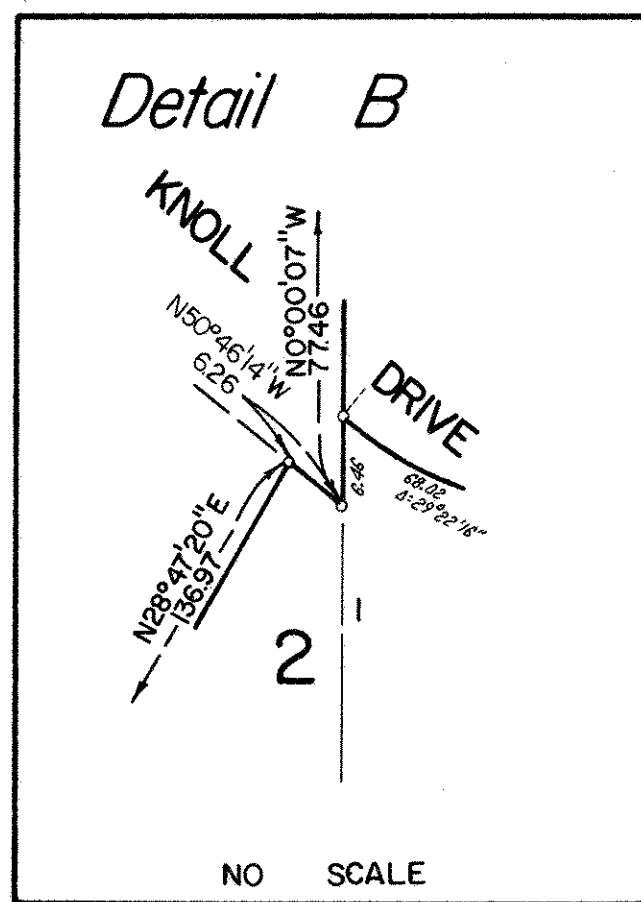 Detail B
KNOLL
N0°00'07"W
77.46
N50°46'14"W
6.26
DRIVE
6.46
68.02
Δ=29°22'16"
N28°47'20"E
136.97
1
2
NO SCALE